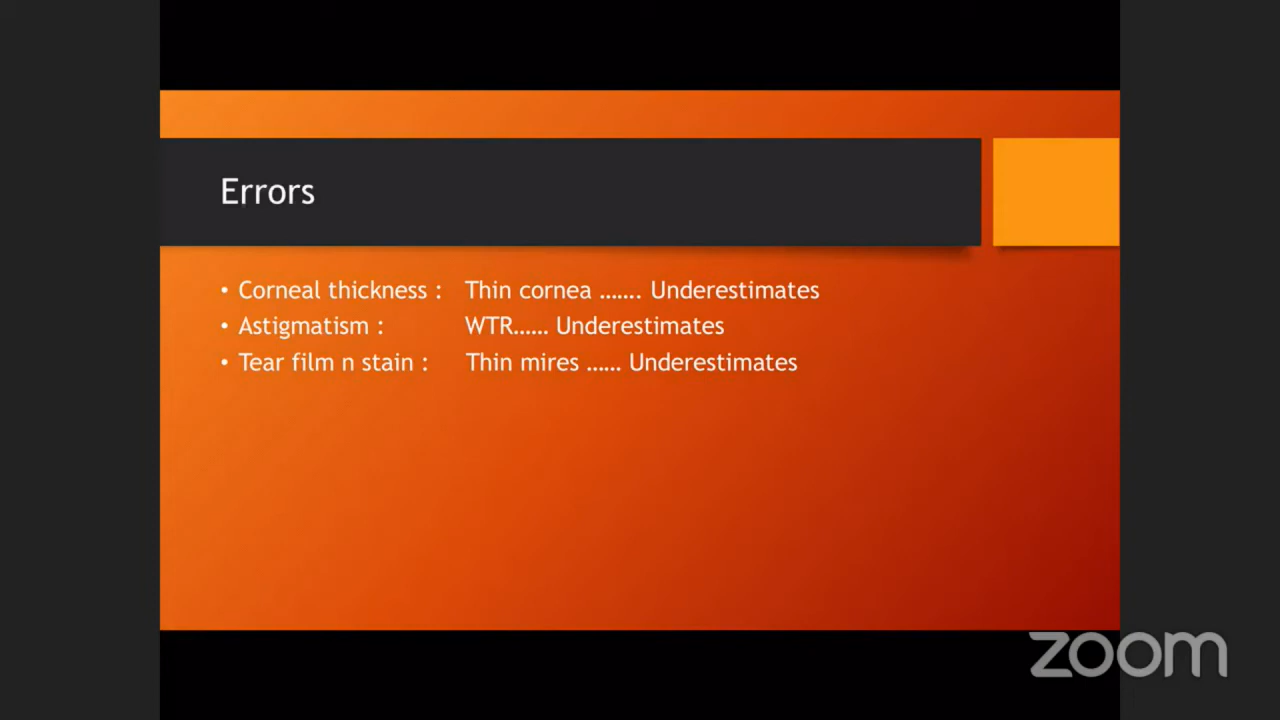 Errors
• Corneal thickness : Thin cornea ....... Underestimates
• Astigmatism : WTR...... Underestimates
• Tear film n stain : Thin mires ...... Underestimates
zoom